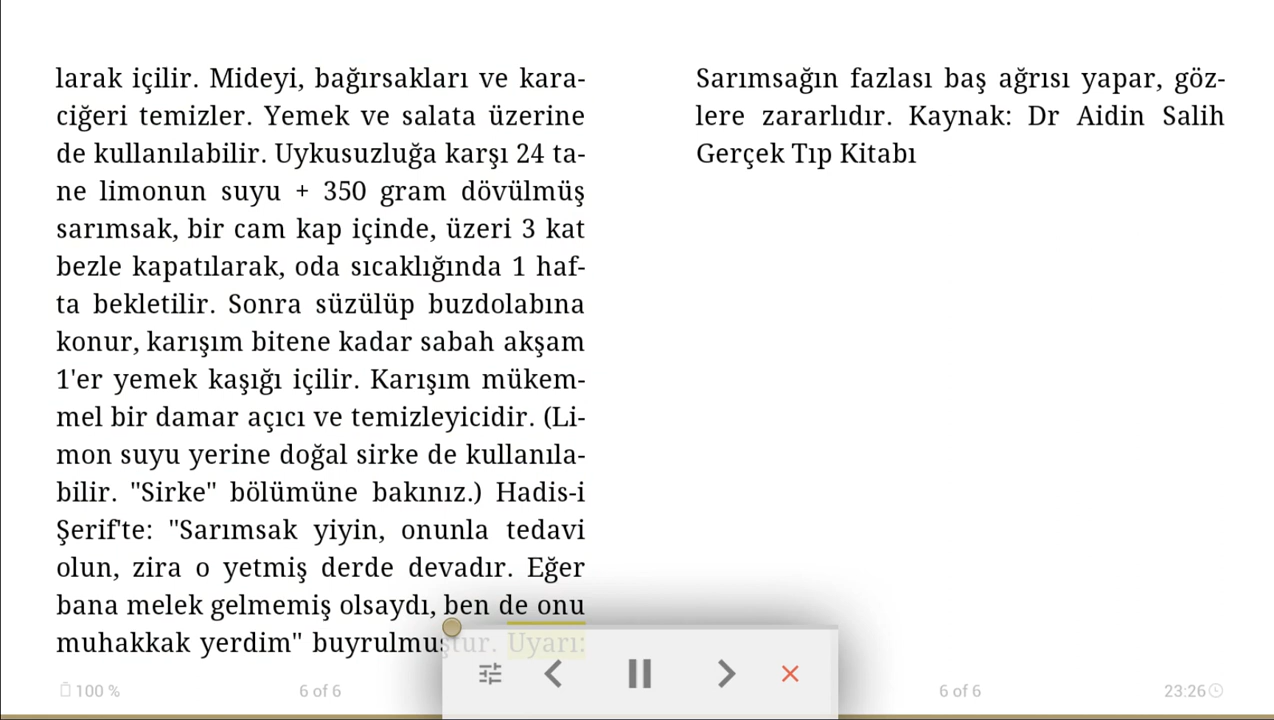 larak içilir. Mideyi, bağırsakları ve kara-
ciğeri temizler. Yemek ve salata üzerine
de kullanılabilir. Uykusuzluğa karşı 24 ta-
ne limonun suyu + 350 gram dövülmüş
sarımsak, bir cam kap içinde, üzeri 3 kat
bezle kapatılarak, oda sıcaklığında 1 haf-
ta bekletilir. Sonra süzülüp buzdolabına
konur, karışım bitene kadar sabah akşam
1'er yemek kaşığı içilir. Karışım mükem-
mel bir damar açıcı ve temizleyicidir. (Li-
mon suyu yerine doğal sirke de kullanıla-
bilir. "Sirke" bölümüne bakınız.) Hadis-i
Şerif'te: "Sarımsak yiyin, onunla tedavi
olun, zira o yetmiş derde devadır. Eğer
bana melek gelmemiş olsaydı, ben de onu
muhakkak yerdim" buyrulmuştur. Uyarı:
Sarımsağın fazlası baş ağrısı yapar, göz-
lere zararlıdır. Kaynak: Dr Aidin Salih
Gerçek Tıp Kitabı
100 %
6 of 6
6 of 6
23:26